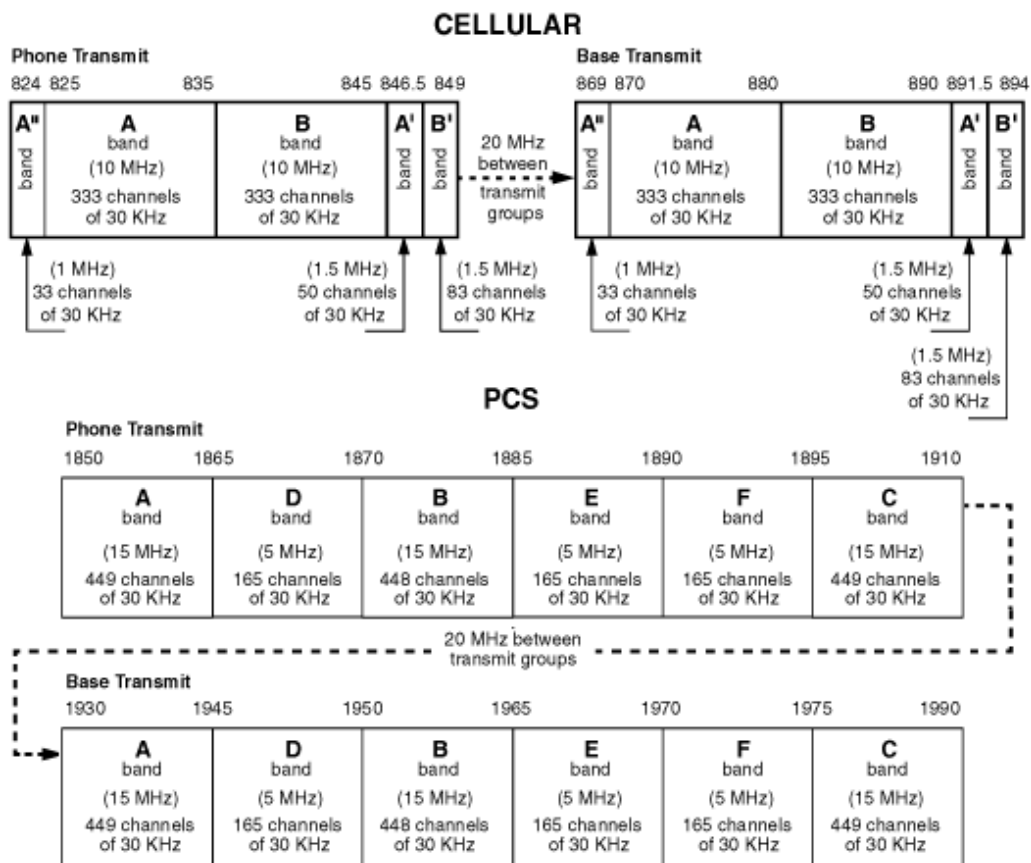 CELLULAR
Phone Transmit
824 825 835 845 846.5 849
A"
band
A
band
(10 MHz)
333 channels
of 30 KHz
B
band
(10 MHz)
333 channels
of 30 KHz
A'
band
B'
band
(1 MHz)
33 channels
of 30 KHz
(1.5 MHz)
50 channels
of 30 KHz
(1.5 MHz)
83 channels
of 30 KHz
20 MHz
between
transmit
groups
Base Transmit
869 870 880 890 891.5 894
A"
band
A
band
(10 MHz)
333 channels
of 30 KHz
B
band
(10 MHz)
333 channels
of 30 KHz
A'
band
B'
band
(1 MHz)
33 channels
of 30 KHz
(1.5 MHz)
50 channels
of 30 KHz
(1.5 MHz)
83 channels
of 30 KHz
PCS
Phone Transmit
1850 1865 1870 1885 1890 1895 1910
A
band
(15 MHz)
449 channels
of 30 KHz
D
band
(5 MHz)
165 channels
of 30 KHz
B
band
(15 MHz)
448 channels
of 30 KHz
E
band
(5 MHz)
165 channels
of 30 KHz
F
band
(5 MHz)
165 channels
of 30 KHz
C
band
(15 MHz)
449 channels
of 30 KHz
20 MHz between
transmit groups
Base Transmit
1930 1945 1950 1965 1970 1975 1990
A
band
(15 MHz)
449 channels
of 30 KHz
D
band
(5 MHz)
165 channels
of 30 KHz
B
band
(15 MHz)
448 channels
of 30 KHz
E
band
(5 MHz)
165 channels
of 30 KHz
F
band
(5 MHz)
165 channels
of 30 KHz
C
band
(15 MHz)
449 channels
of 30 KHz